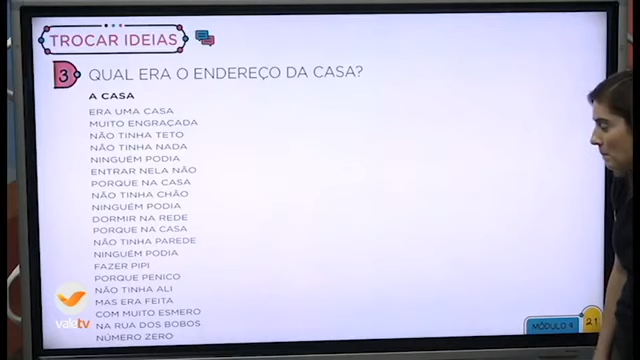 TROCAR IDEIAS
3 QUAL ERA O ENDEREÇO DA CASA?
A CASA
ERA UMA CASA
MUITO ENGRAÇADA
NÃO TINHA TETO
NÃO TINHA NADA
NINGUÉM PODIA
ENTRAR NELA NÃO
PORQUE NA CASA
NÃO TINHA CHÃO
NINGUÉM PODIA
DORMIR NA REDE
PORQUE NA CASA
NÃO TINHA PAREDE
NINGUÉM PODIA
FAZER PIPI
PORQUE PENICO
NÃO TINHA ALI
MAS ERA FEITA
COM MUITO ESMERO
NA RUA DOS BOBOS
NÚMERO ZERO
valetv
MÓDULO 4 21